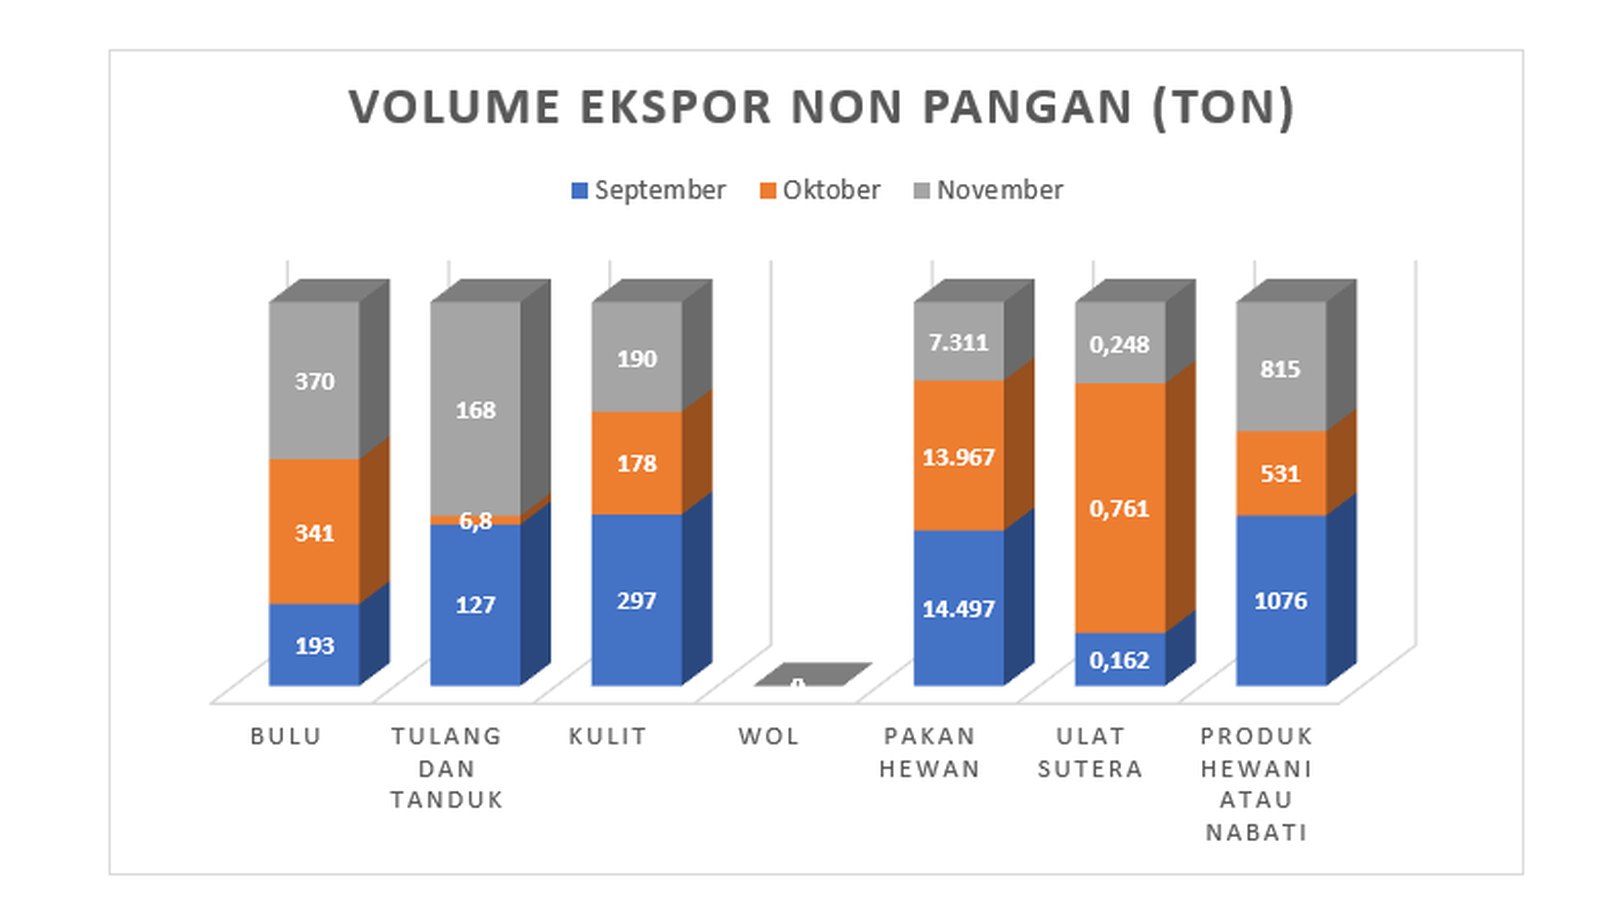 VOLUME EKSPOR NON PANGAN (TON)
September Oktober November
370 168 190 7.311 0,248 815
341 6,8 178 13.967 0,761 531
193 127 297 14.497 0,162 1076
BULU
TULANG
DAN
TANDUK
KULIT
WOL
PAKAN
HEWAN
ULAT
SUTERA
PRODUK
HEWANI
ATAU
NABATI